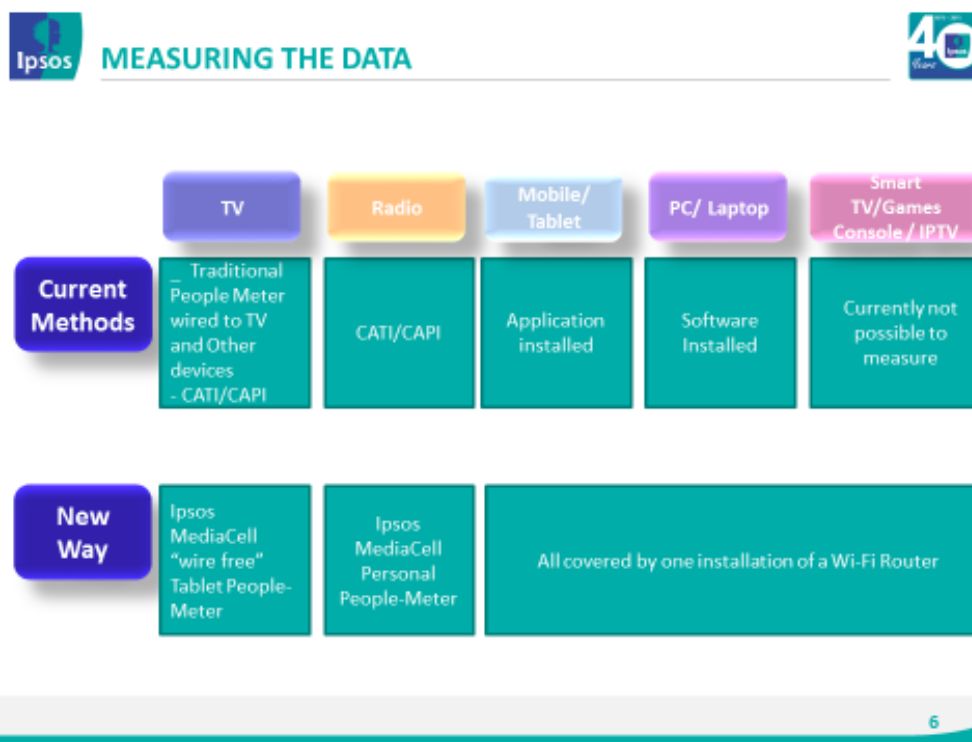 Ipsos
MEASURING THE DATA
40
Years
Ipsos
TV
Radio
Mobile/
Tablet
PC/ Laptop
Smart
TV/Games
Console / IPTV
Current
Methods
_ Traditional
People Meter
wired to TV
and Other
devices
- CATI/CAPI
CATI/CAPI
Application
installed
Software
Installed
Currently not
possible to
measure
New
Way
Ipsos
MediaCell
“wire free”
Tablet People-
Meter
Ipsos
MediaCell
Personal
People-Meter
All covered by one installation of a Wi-Fi Router
6